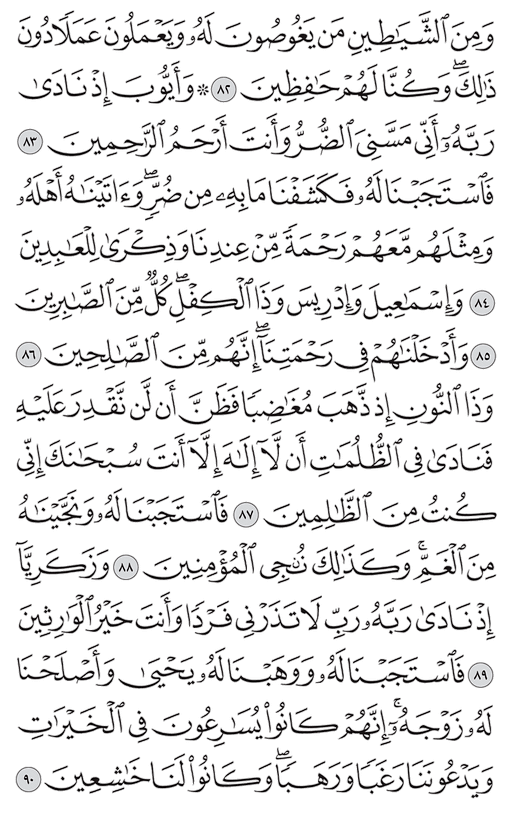 وَمِنَ ٱلشَّيَـٰطِينِ مَن يَغُوصُونَ لَهُۥ وَيَعْمَلُونَ عَمَلًا دُونَ
ذَٰلِكَۖ وَكُنَّا لَهُمْ حَـٰفِظِينَ ٨٢ ۞ وَأَيُّوبَ إِذْ نَادَىٰ
رَبَّهُۥٓ أَنِّي مَسَّنِيَ ٱلضُّرُّ وَأَنتَ أَرْحَمُ ٱلرَّٰحِمِينَ ٨٣
فَٱسْتَجَبْنَا لَهُۥ فَكَشَفْنَا مَا بِهِۦ مِن ضُرّٖۖ وَءَاتَيْنَـٰهُ أَهْلَهُۥ
وَمِثْلَهُم مَّعَهُمْ رَحْمَةٗ مِّنْ عِندِنَا وَذِكْرَىٰ لِلْعَـٰبِدِينَ
٨٤ وَإِسْمَـٰعِيلَ وَإِدْرِيسَ وَذَا ٱلْكِفْلِۖ كُلّٞ مِّنَ ٱلصَّـٰبِرِينَ
٨٥ وَأَدْخَلْنَـٰهُمْ فِي رَحْمَتِنَآۖ إِنَّهُم مِّنَ ٱلصَّـٰلِحِينَ ٨٦
وَذَا ٱلنُّونِ إِذ ذَّهَبَ مُغَـٰضِبٗا فَظَنَّ أَن لَّن نَّقْدِرَ عَلَيْهِ
فَنَادَىٰ فِي ٱلظُّلُمَـٰتِ أَن لَّآ إِلَـٰهَ إِلَّآ أَنتَ سُبْحَـٰنَكَ إِنِّي
كُنتُ مِنَ ٱلظَّـٰلِمِينَ ٨٧ فَٱسْتَجَبْنَا لَهُۥ وَنَجَّيْنَـٰهُ
مِنَ ٱلْغَمِّۚ وَكَذَٰلِكَ نُـۨجِي ٱلْمُؤْمِنِينَ ٨٨ وَزَكَرِيَّآ
إِذْ نَادَىٰ رَبَّهُۥ رَبِّ لَا تَذَرْنِي فَرْدٗا وَأَنتَ خَيْرُ ٱلْوَٰرِثِينَ
٨٩ فَٱسْتَجَبْنَا لَهُۥ وَوَهَبْنَا لَهُۥ يَحْيَىٰ وَأَصْلَحْنَا
لَهُۥ زَوْجَهُۥٓۚ إِنَّهُمْ كَانُوا۟ يُسَـٰرِعُونَ فِي ٱلْخَيْرَٰتِ
وَيَدْعُونَنَا رَغَبٗا وَرَهَبٗاۖ وَكَانُوا۟ لَنَا خَـٰشِعِينَ ٩٠